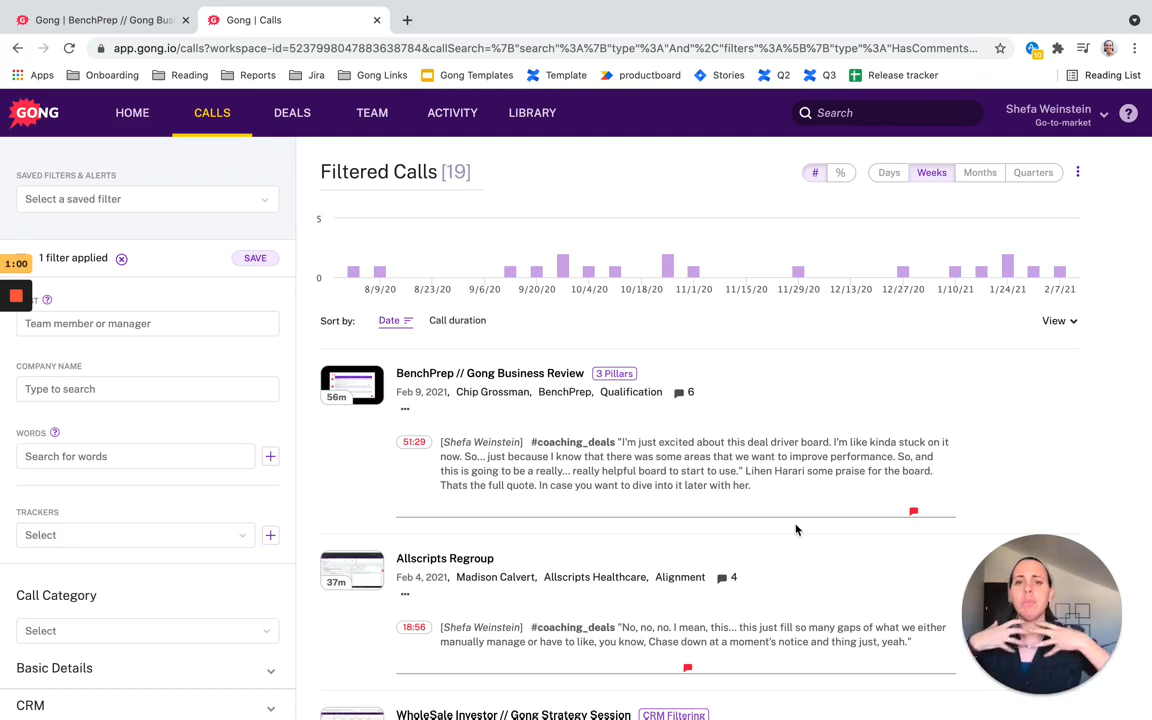 Gong | BenchPrep // Gong Bus
Gong | Calls
app.gong.io/calls?workspace-id=5237998047883638784&callSearch=%7B"search"%3A%7B"type"%3A"And"%2C"filters"%3A%5B%7B"type"%3A"HasComments...
10
Apps Onboarding Reading Reports Jira Gong Links Gong Templates Template productboard Stories Q2 Q3 Release tracker Reading List
GONG HOME CALLS DEALS TEAM ACTIVITY LIBRARY Search Shefa Weinstein ?
Go-to-market
SAVED FILTERS & ALERTS
Select a saved filter
1 filter applied SAVE
1:00
ST ?
Team member or manager
COMPANY NAME
Type to search
WORDS ?
Search for words +
TRACKERS
Select +
Call Category
Select
Basic Details
CRM
Filtered Calls [19] # % Days Weeks Months Quarters
5
0
8/9/20 8/23/20 9/6/20 9/20/20 10/4/20 10/18/20 11/1/20 11/15/20 11/29/20 12/13/20 12/27/20 1/10/21 1/24/21 2/7/21
Sort by: Date Call duration View
56m
BenchPrep // Gong Business Review 3 Pillars
Feb 9, 2021, Chip Grossman, BenchPrep, Qualification 6
...
51:29 [Shefa Weinstein] #coaching_deals "I'm just excited about this deal driver board. I'm like kinda stuck on it
now. So... just because I know that there was some areas that we want to improve performance. So, and
this is going to be a really... really helpful board to start to use." Lihen Harari some praise for the board.
Thats the full quote. In case you want to dive into it later with her.
37m
Allscripts Regroup
Feb 4, 2021, Madison Calvert, Allscripts Healthcare, Alignment 4
...
18:56 [Shefa Weinstein] #coaching_deals "No, no, no. I mean, this... this just fill so many gaps of what we either
manually manage or have to like, you know, Chase down at a moment's notice and thing just, yeah."
WholeSale Investor // Gong Strategy Session CRM Filtering